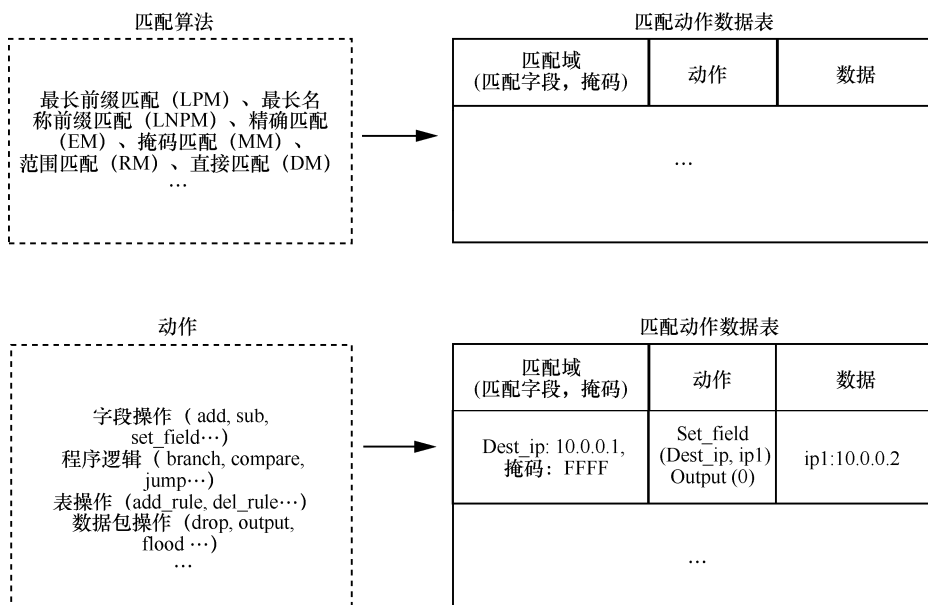 匹配算法
最长前缀匹配（LPM）、最长名
称前缀匹配（LNPM）、精确匹配
（EM）、掩码匹配（MM）、
范围匹配（RM）、直接匹配（DM）
…
匹配动作数据表
匹配域
(匹配字段，掩码)
动作
数据
…
动作
字段操作（ add, sub,
set_field…）
程序逻辑（ branch, compare,
jump…）
表操作（add_rule, del_rule…）
数据包操作（drop, output,
flood …）
…
匹配动作数据表
匹配域
(匹配字段，掩码)
动作
数据
Dest_ip: 10.0.0.1,
掩码：FFFF
Set_field
(Dest_ip, ip1)
Output (0)
ip1:10.0.0.2
…